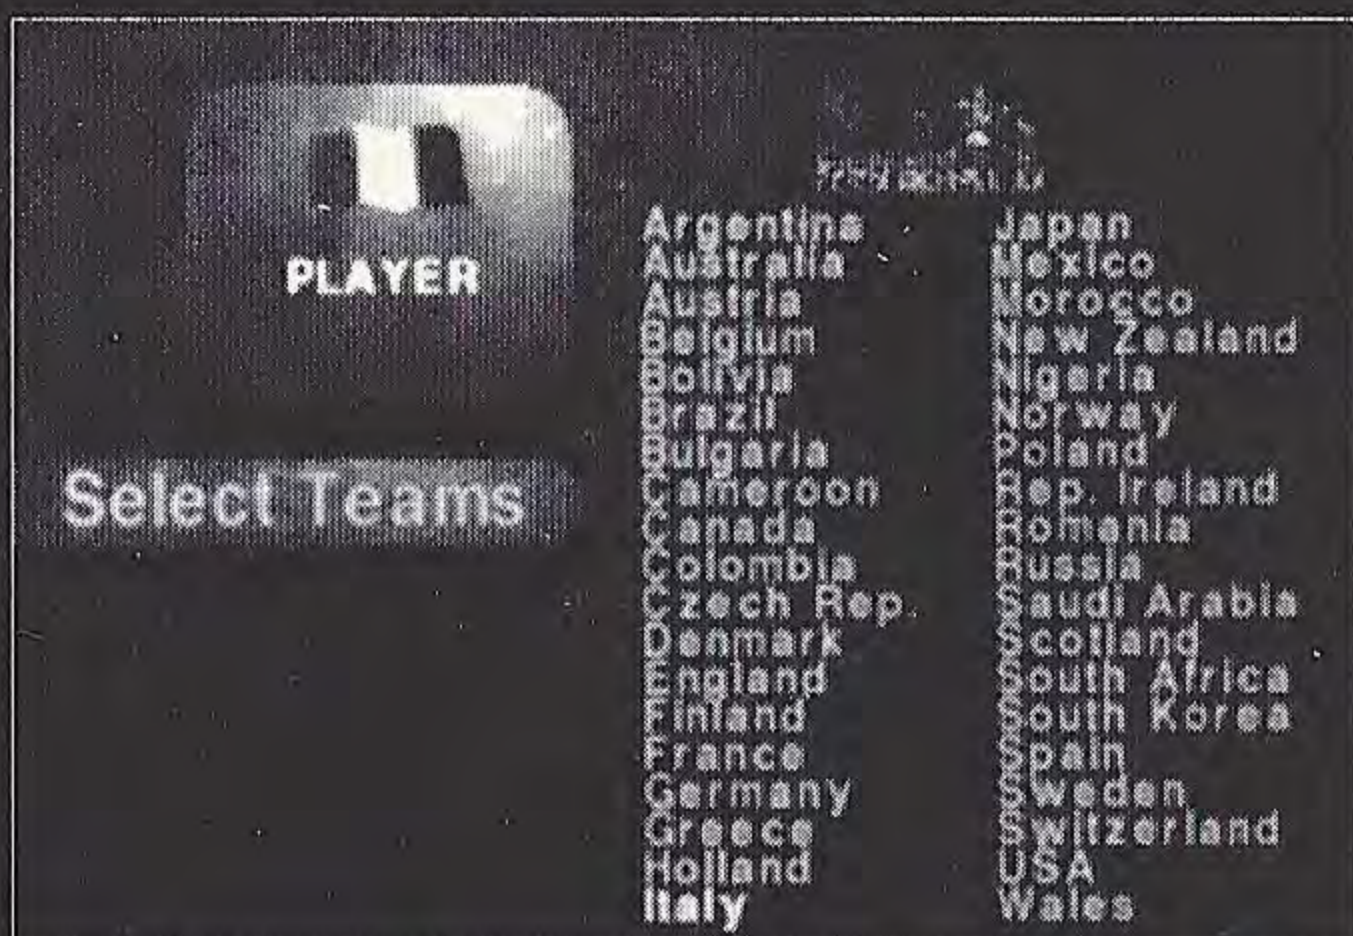 PLAYER
Select Teams
Argentina
Australia
Austria
Belgium
Bolivia
Brazil
Bulgaria
Cameroon
Canada
Colombia
Czech Rep.
Denmark
England
Finland
France
Germany
Greece
Holland
Italy
Japan
Mexico
Morocco
New Zealand
Nigeria
Norway
Poland
Rep. Ireland
Romania
Russia
Saudi Arabia
Scotland
South Africa
South Korea
Spain
Sweden
Switzerland
USA
Wales